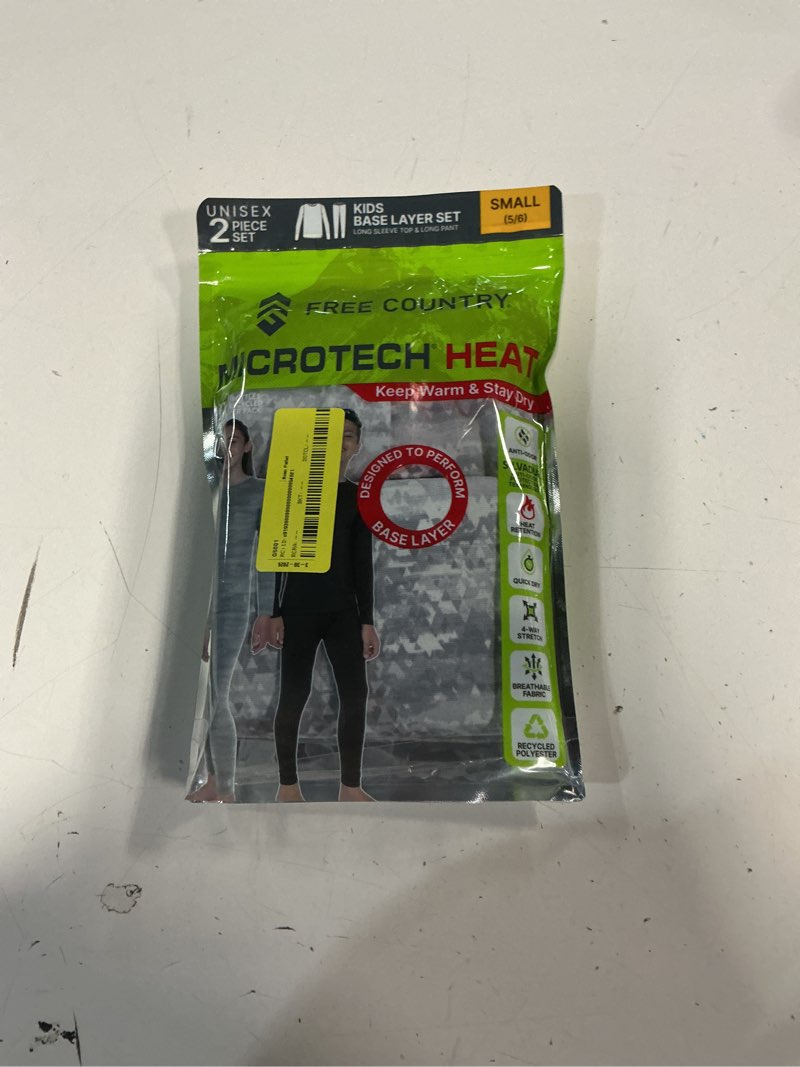 UNISEX
2 PIECE
SET
KIDS
BASE LAYER SET
LONG SLEEVE TOP & LONG PANT
SMALL
(5/6)
FREE COUNTRY
MICROTECH HEAT
Keep Warm & Stay Dry
DESIGNED TO PERFORM
BASE LAYER
ANTI-ODOR
HEAT
RETENTION
QUICK DRY
4-WAY
STRETCH
BREATHABLE
FABRIC
RECYCLED
POLYESTER